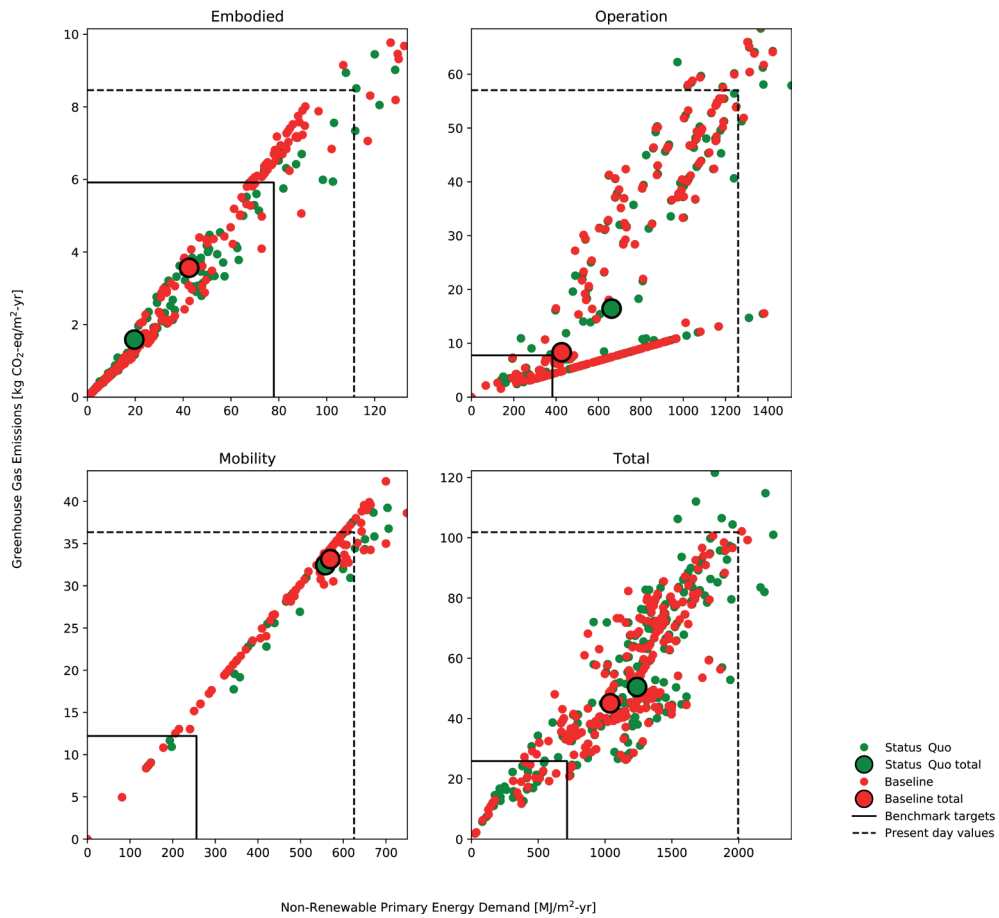 Embodied
Operation
10
8
6
4
2
0
0 20 40 60 80 100 120
60
50
40
30
20
10
0
0 200 400 600 800 1000 1200 1400
Greenhouse Gas Emissions [kg CO₂-eq/m²-yr]
Mobility
Total
40
35
30
25
20
15
10
5
0
0 100 200 300 400 500 600 700
120
100
80
60
40
20
0
0 500 1000 1500 2000
Status Quo
Status Quo total
Baseline
Baseline total
Benchmark targets
Present day values
Non-Renewable Primary Energy Demand [MJ/m²-yr]